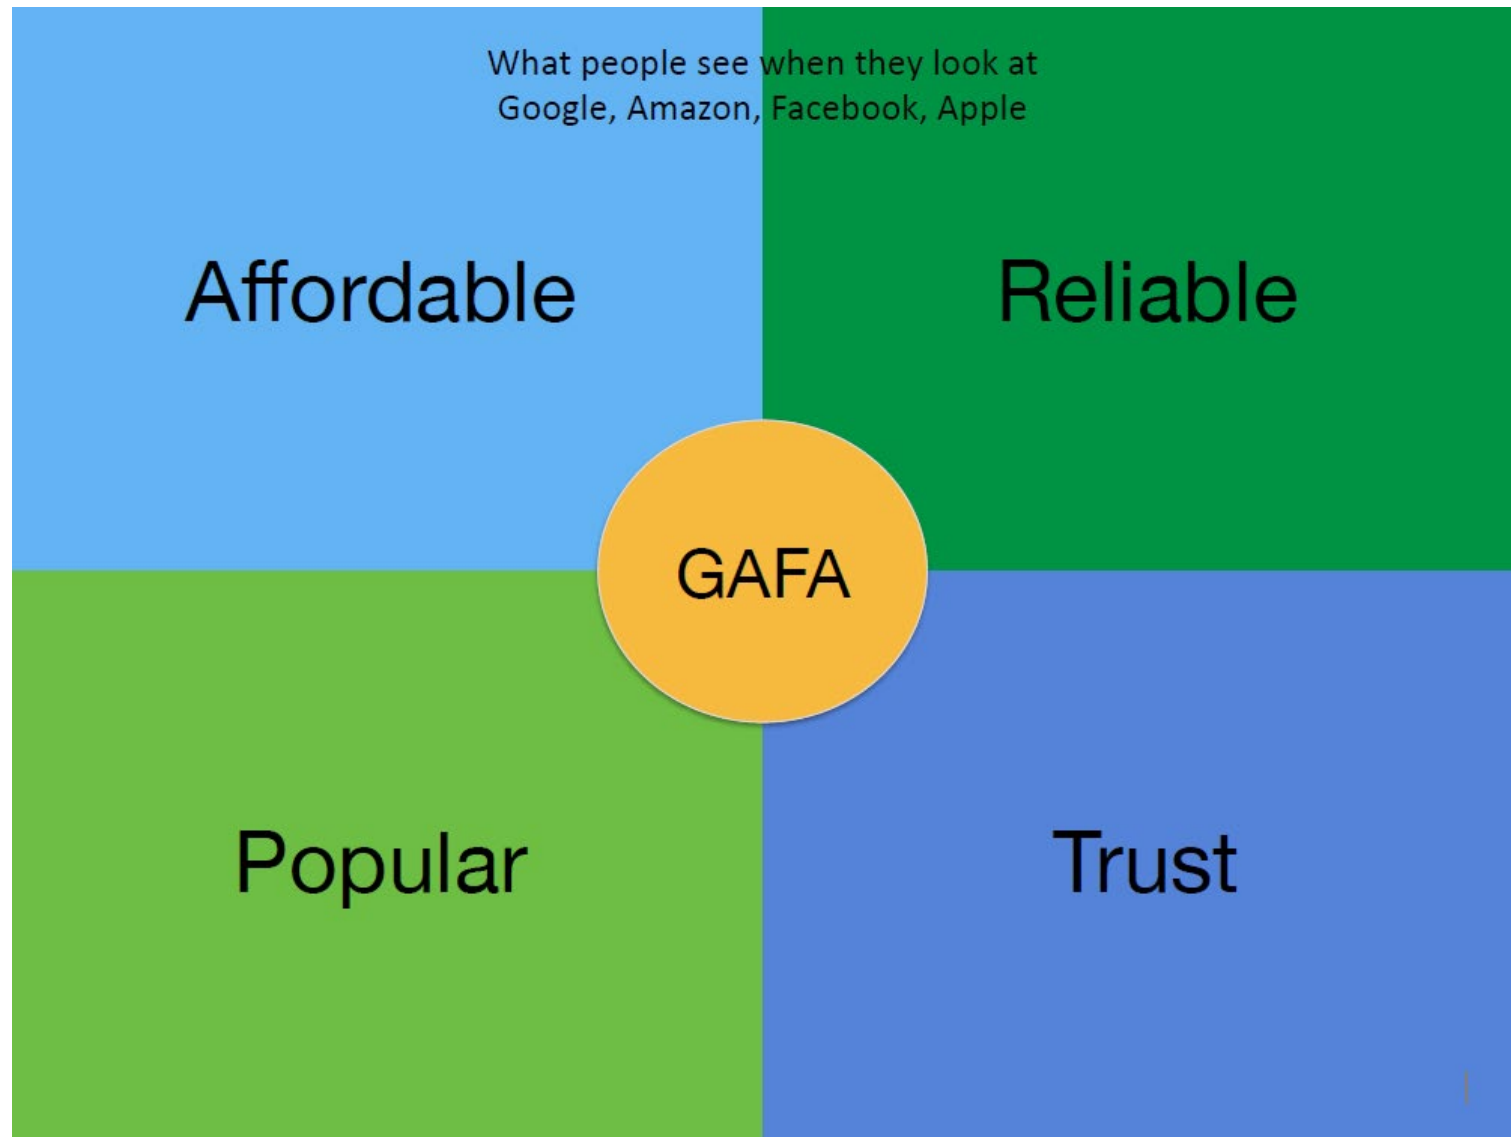 What people see when they look at
Google, Amazon, Facebook, Apple
Affordable
Reliable
GAFA
Popular
Trust